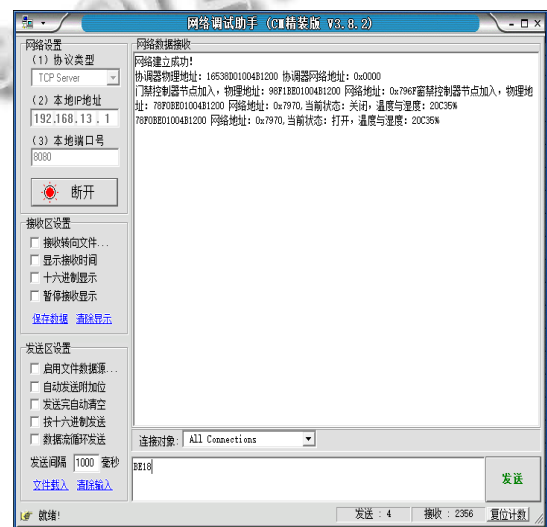 网络调试助手 (C■精装版 V3.8.2)
网络设置
(1) 协议类型
TCP Server
(2) 本地IP地址
192.168.13.1
(3) 本地端口号
8080
断开
接收区设置
接收转向文件...
显示接收时间
十六进制显示
暂停接收显示
保存数据 清除显示
发送区设置
启用文件数据源...
自动发送附加位
发送完自动清空
按十六进制发送
数据流循环发送
发送间隔 1000 毫秒
文件载入 清除输入
网络数据接收
网络建立成功!
协调器物理地址: 16538D01004B1200 协调器网络地址: 0x0000
门禁控制器节点加入, 物理地址: 98F1BE01004B1200 网络地址: 0x796F窗禁控制器节点加入, 物理地
址: 78F0BE01004B1200 网络地址: 0x7970,当前状态: 关闭, 温度与湿度: 20C35%
78F0BE01004B1200 网络地址: 0x7970,当前状态: 打开, 温度与湿度: 20C35%
连接对象: All Connections
BE18
发送
就绪! 发送 : 4 接收 : 2356 复位计数